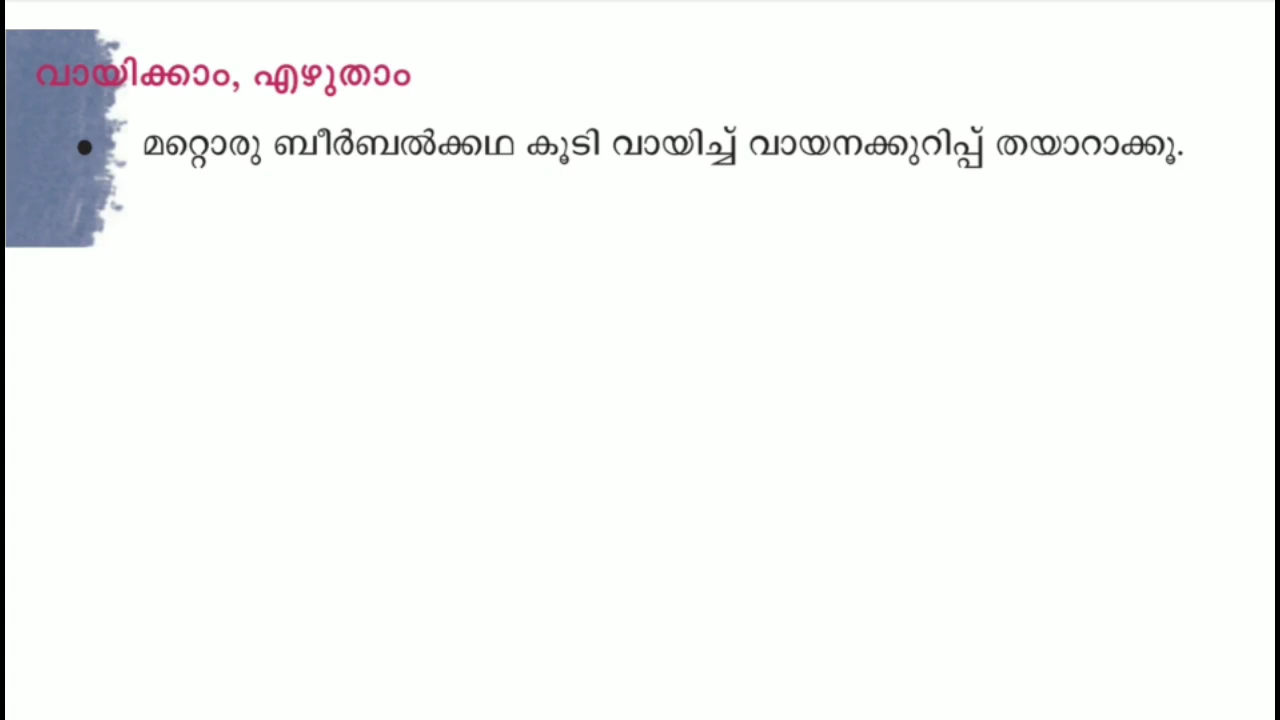 വായിക്കാം, എഴുതാം
• മറ്റൊരു ബീർബൽക്കഥ കൂടി വായിച്ച് വായനക്കുറിപ്പ് തയാറാക്കൂ.